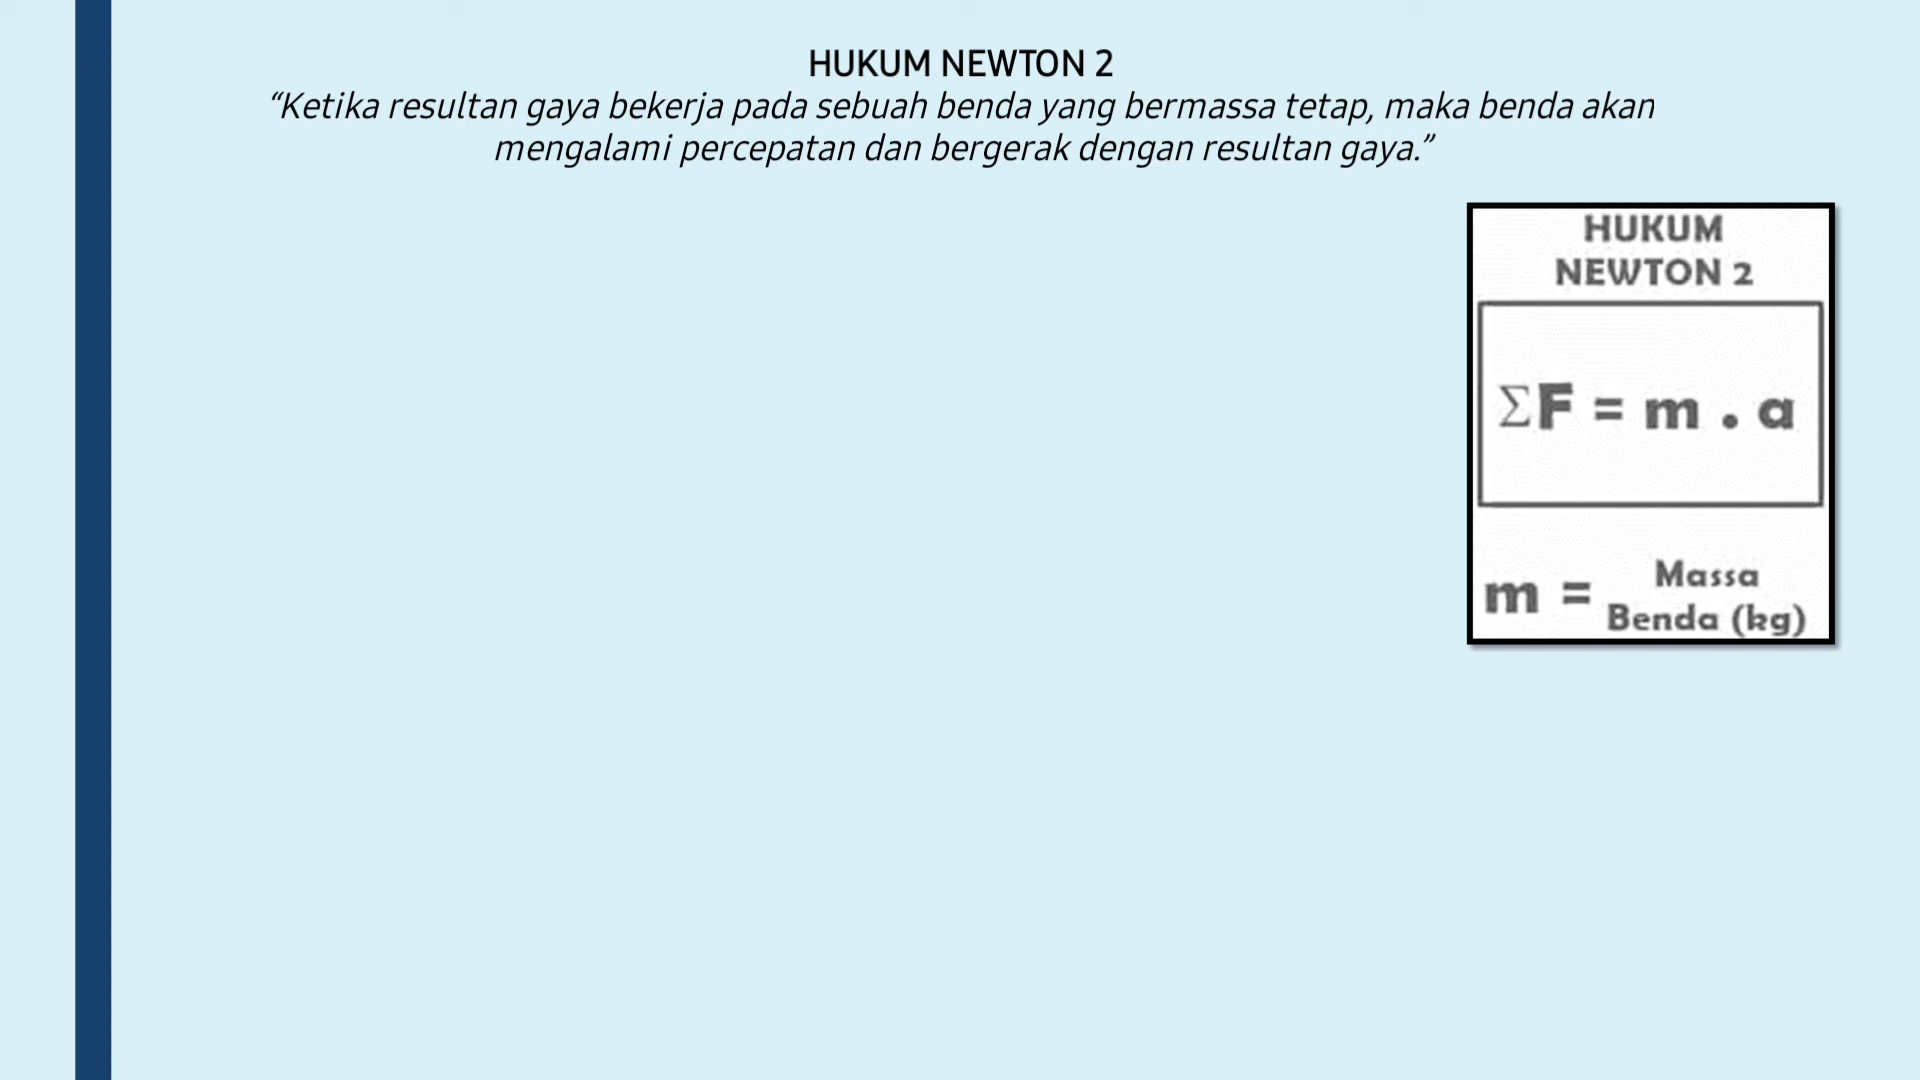 HUKUM NEWTON 2
“Ketika resultan gaya bekerja pada sebuah benda yang bermassa tetap, maka benda akan
mengalami percepatan dan bergerak dengan resultan gaya.”
HUKUM
NEWTON 2
ΣF = m . a
m = Massa
Benda (kg)